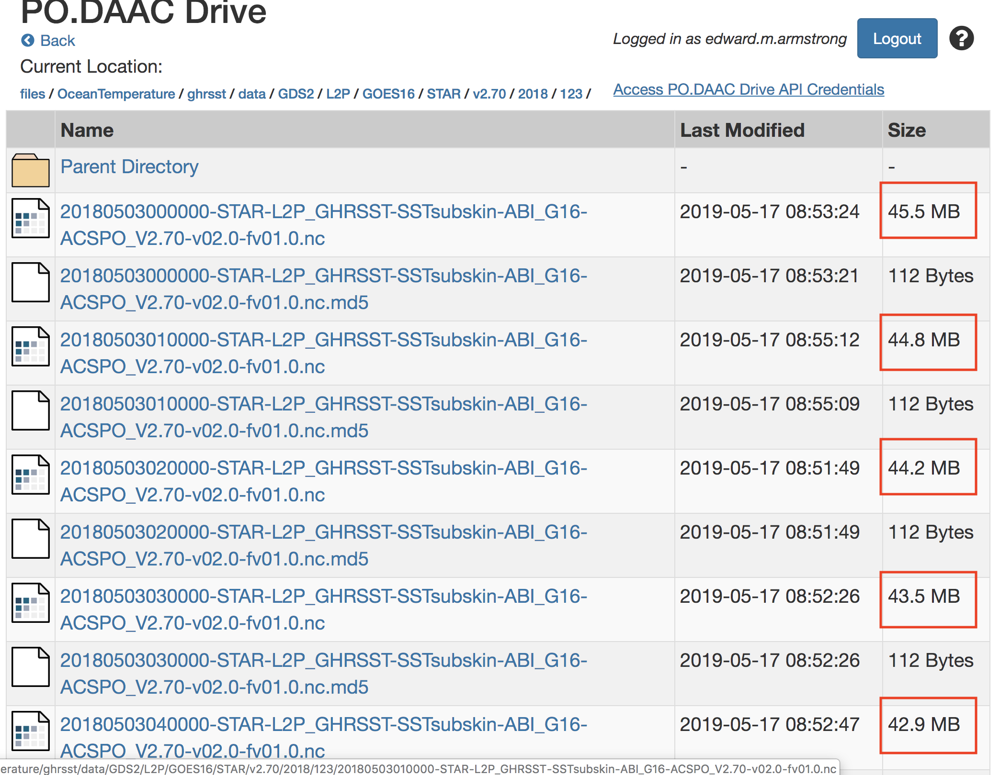 PO.DAAC Drive
Back
Logged in as edward.m.armstrong
Logout
?
Current Location:
files / OceanTemperature / ghrsst / data / GDS2 / L2P / GOES16 / STAR / v2.70 / 2018 / 123 /
Access PO.DAAC Drive API Credentials
Name Last Modified Size
Parent Directory - -
20180503000000-STAR-L2P_GHRSST-SSTsubskin-ABI_G16- 2019-05-17 08:53:24 45.5 MB
ACSPO_V2.70-v02.0-fv01.0.nc
20180503000000-STAR-L2P_GHRSST-SSTsubskin-ABI_G16- 2019-05-17 08:53:21 112 Bytes
ACSPO_V2.70-v02.0-fv01.0.nc.md5
20180503010000-STAR-L2P_GHRSST-SSTsubskin-ABI_G16- 2019-05-17 08:55:12 44.8 MB
ACSPO_V2.70-v02.0-fv01.0.nc
20180503010000-STAR-L2P_GHRSST-SSTsubskin-ABI_G16- 2019-05-17 08:55:09 112 Bytes
ACSPO_V2.70-v02.0-fv01.0.nc.md5
20180503020000-STAR-L2P_GHRSST-SSTsubskin-ABI_G16- 2019-05-17 08:51:49 44.2 MB
ACSPO_V2.70-v02.0-fv01.0.nc
20180503020000-STAR-L2P_GHRSST-SSTsubskin-ABI_G16- 2019-05-17 08:51:49 112 Bytes
ACSPO_V2.70-v02.0-fv01.0.nc.md5
20180503030000-STAR-L2P_GHRSST-SSTsubskin-ABI_G16- 2019-05-17 08:52:26 43.5 MB
ACSPO_V2.70-v02.0-fv01.0.nc
20180503030000-STAR-L2P_GHRSST-SSTsubskin-ABI_G16- 2019-05-17 08:52:26 112 Bytes
ACSPO_V2.70-v02.0-fv01.0.nc.md5
20180503040000-STAR-L2P_GHRSST-SSTsubskin-ABI_G16- 2019-05-17 08:52:47 42.9 MB
ACSPO_V2.70-v02.0-fv01.0.nc
erature/ghrsst/data/GDS2/L2P/GOES16/STAR/v2.70/2018/123/20180503010000-STAR-L2P_GHRSST-SSTsubskin-ABI_G16-ACSPO_V2.70-v02.0-fv01.0.nc